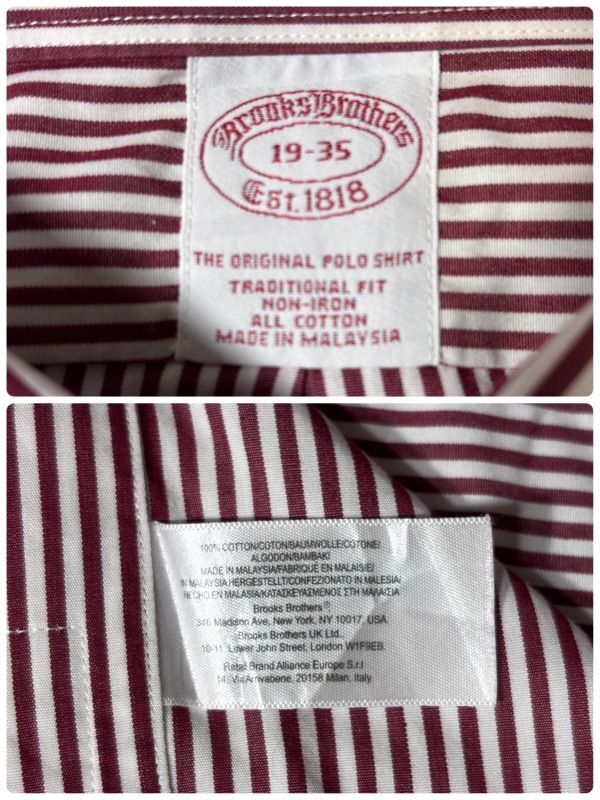 Brooks Brothers
19-35
Est. 1818
THE ORIGINAL POLO SHIRT
TRADITIONAL FIT
NON-IRON
ALL COTTON
MADE IN MALAYSIA
100% COTTON/COTON/BAUMWOLLE/COTONE/
ALGODON/BAMBAKI
MADE IN MALAYSIA/FABRIQUÉ EN MALAISIE/
IN MALAYSIA HERGESTELLT/CONFEZIONATO IN MALESIA/
HECHO EN MALASIA/ΚΑΤΑΣΚΕΥΑΣΜΕΝΟΣ ΣΤΗ ΜΑΛΑΙΣΙΑ
Brooks Brothers®
346 Madison Ave, New York, NY 10017, USA.
Brooks Brothers UK Ltd.,
10-11 Lower John Street, London W1F9EB.
Retail Brand Alliance Europe S.r.l
14, Via Arrivabene, 20158 Milan, Italy